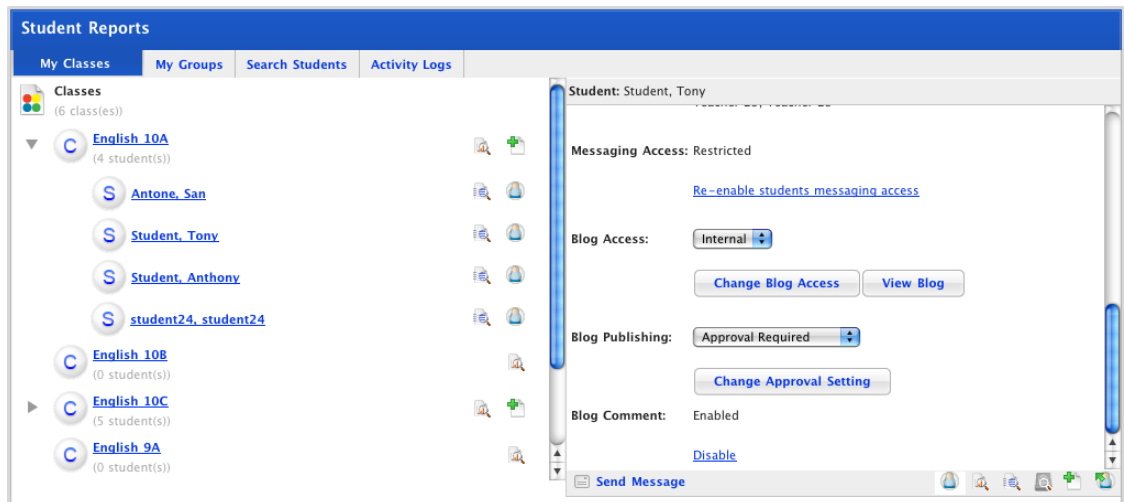 Student Reports
My Classes
My Groups
Search Students
Activity Logs
Classes
(6 class(es))
C English 10A
(4 student(s))
S Antone, San
S Student, Tony
S Student, Anthony
S student24, student24
C English 10B
(0 student(s))
C English 10C
(5 student(s))
C English 9A
(0 student(s))
Student: Student, Tony
Messaging Access: Restricted
Re-enable students messaging access
Blog Access: Internal
Change Blog Access View Blog
Blog Publishing: Approval Required
Change Approval Setting
Blog Comment: Enabled
Disable
Send Message